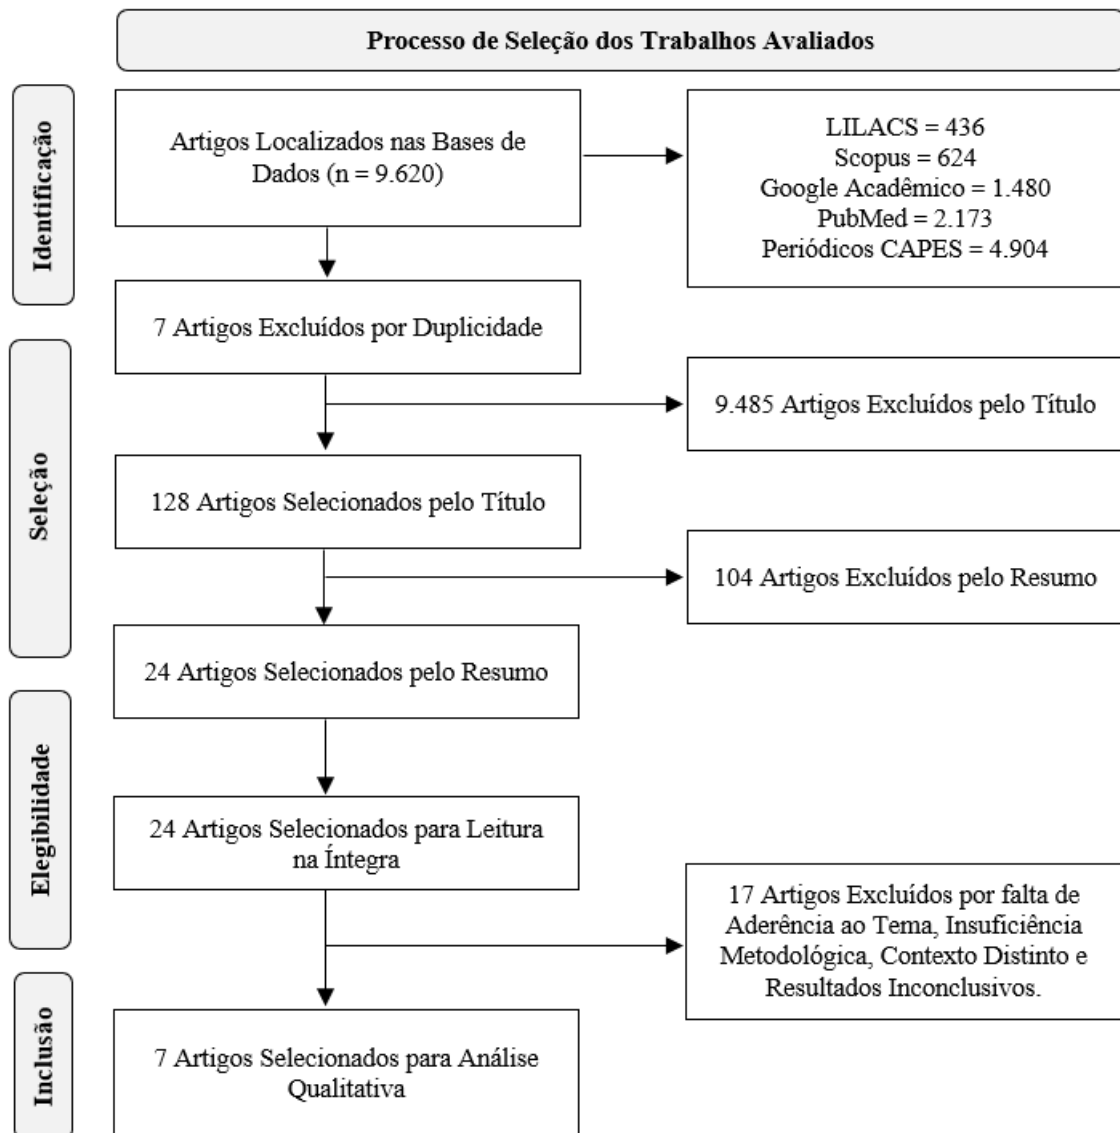 Processo de Seleção dos Trabalhos Avaliados
Identificação
Artigos Localizados nas Bases de
Dados (n = 9.620)
LILACS = 436
Scopus = 624
Google Acadêmico = 1.480
PubMed = 2.173
Periódicos CAPES = 4.904
7 Artigos Excluídos por Duplicidade
Seleção
9.485 Artigos Excluídos pelo Título
128 Artigos Selecionados pelo Título
104 Artigos Excluídos pelo Resumo
24 Artigos Selecionados pelo Resumo
Elegibilidade
24 Artigos Selecionados para Leitura
na Íntegra
17 Artigos Excluídos por falta de
Aderência ao Tema, Insuficiência
Metodológica, Contexto Distinto e
Resultados Inconclusivos.
Inclusão
7 Artigos Selecionados para Análise
Qualitativa